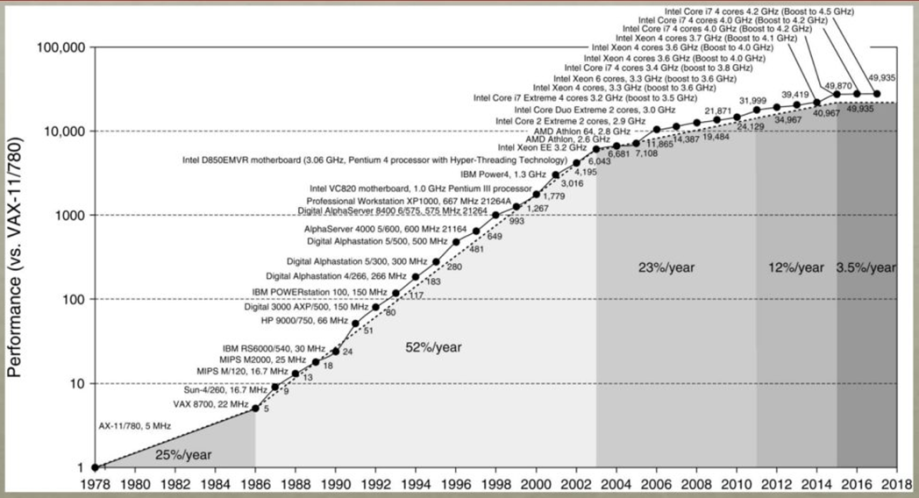 Intel Core i7 4 cores 4.2 GHz (Boost to 4.5 GHz)
Intel Core i7 4 cores 4.0 GHz (Boost to 4.2 GHz)
Intel Core i7 4 cores 4.0 GHz (Boost to 4.2 GHz)
Intel Xeon 4 cores 3.7 GHz (Boost to 4.1 GHz)
Intel Xeon 4 cores 3.6 GHz (Boost to 4.0 GHz)
Intel Xeon 4 cores 3.6 GHz (Boost to 4.0 GHz)
Intel Core i7 4 cores 3.4 GHz (boost to 3.8 GHz)
Intel Xeon 6 cores, 3.3 GHz (boost to 3.6 GHz)
Intel Xeon 4 cores, 3.3 GHz (boost to 3.6 GHz)
Intel Core i7 Extreme 4 cores 3.2 GHz (boost to 3.5 GHz)
Intel Core Duo Extreme 2 cores, 3.0 GHz
Intel Core 2 Extreme 2 cores, 2.9 GHz
AMD Athlon 64, 2.8 GHz
AMD Athlon, 2.6 GHz
Intel Xeon EE 3.2 GHz
Intel D850EMVR motherboard (3.06 GHz, Pentium 4 processor with Hyper-Threading Technology)
IBM Power4, 1.3 GHz
Intel VC820 motherboard, 1.0 GHz Pentium III processor
Professional Workstation XP1000, 667 MHz 21264A
Digital AlphaServer 8400 6/575, 575 MHz 21264
AlphaServer 4000 5/600, 600 MHz 21164
Digital Alphastation 5/500, 500 MHz
Digital Alphastation 5/300, 300 MHz
Digital Alphastation 4/266, 266 MHz
IBM POWERstation 100, 150 MHz
Digital 3000 AXP/500, 150 MHz
HP 9000/750, 66 MHz
IBM RS6000/540, 30 MHz
MIPS M2000, 25 MHz
MIPS M/120, 16.7 MHz
Sun-4/260, 16.7 MHz
VAX 8700, 22 MHz
AX-11/780, 5 MHz
5
9
13
18
24
51
80
117
183
280
481
649
993
1,267
1,779
3,016
4,195
6,043
6,681
7,108
11,865
14,387
19,484
21,871
24,129
31,999
34,967
39,419
40,967
49,870
49,935
49,935
25%/year
52%/year
23%/year
12%/year
3.5%/year
Performance (vs. VAX-11/780)
100,000
10,000
1000
100
10
1
1978 1980 1982 1984 1986 1988 1990 1992 1994 1996 1998 2000 2002 2004 2006 2008 2010 2012 2014 2016 2018